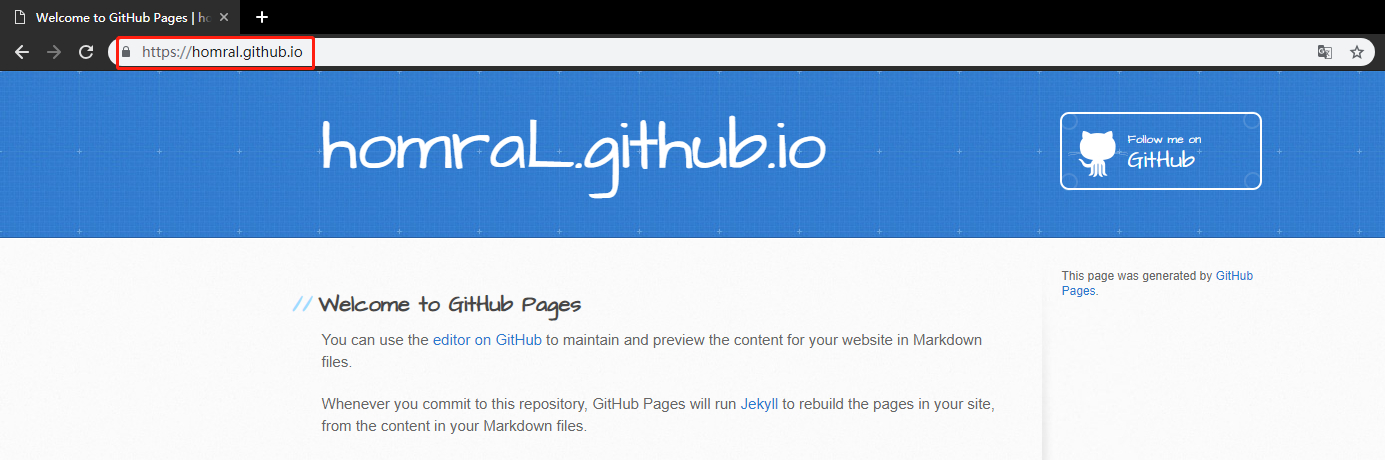 Welcome to GitHub Pages | ho
https://homral.github.io
homraL.github.io
Follow me on
GitHub
This page was generated by GitHub
Pages.
// Welcome to GitHub Pages
You can use the editor on GitHub to maintain and preview the content for your website in Markdown
files.
Whenever you commit to this repository, GitHub Pages will run Jekyll to rebuild the pages in your site,
from the content in your Markdown files.